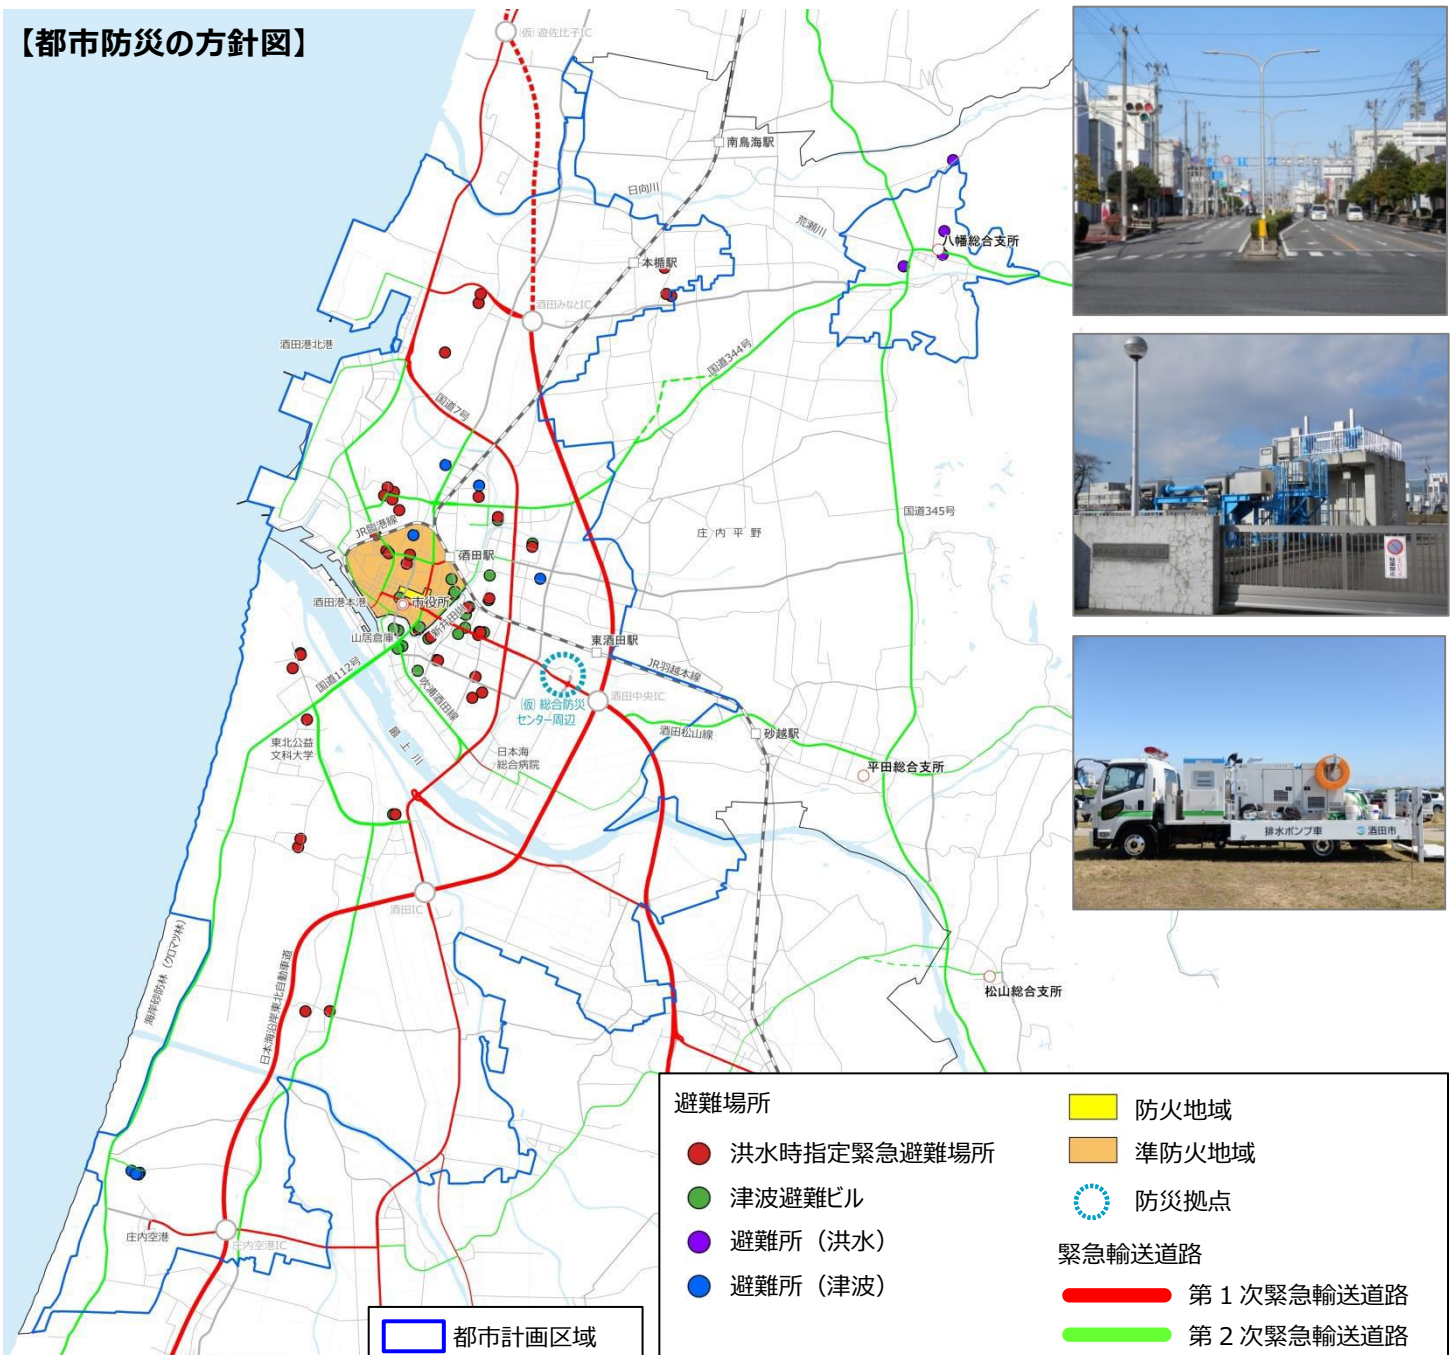 【都市防災の方針図】
(仮) 遊佐比子IC
南鳥海駅
日向川
荒瀬川
八幡総合支所
本楯駅
酒田みなとIC
酒田港北港
国道344号
国道7号
国道345号
庄内平野
JR臨港線
酒田駅
酒田港本港
市役所
新井田川
山居倉庫
東酒田駅
国道112号
JR羽越本線
吹浦酒田線
(仮) 総合防災
センター周辺
酒田中央IC
酒田松山線
砂越駅
東北公益
文科大学
最上川
日本海
総合病院
平田総合支所
酒田IC
海岸砂防林(クロマツ林)
日本海沿岸東北自動車道
松山総合支所
庄内空港
庄内空港IC
排水ポンプ車
酒田市
避難場所
洪水時指定緊急避難場所
津波避難ビル
避難所(洪水)
避難所(津波)
防火地域
準防火地域
防災拠点
緊急輸送道路
第1次緊急輸送道路
第2次緊急輸送道路
都市計画区域